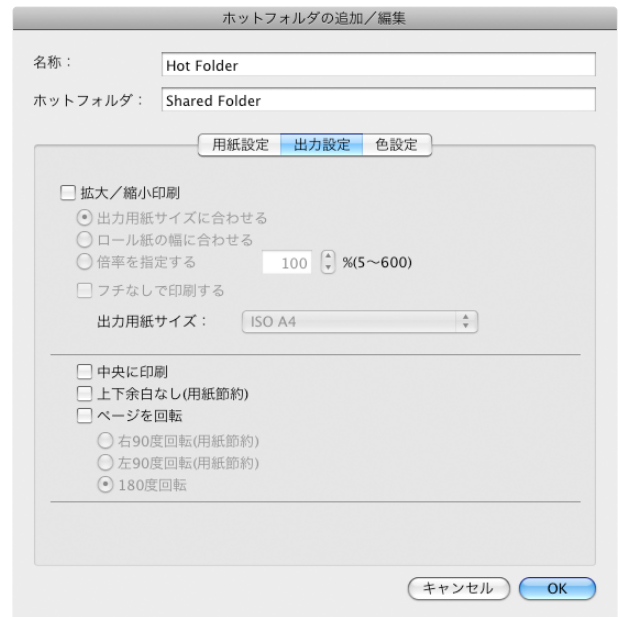 ホットフォルダの追加／編集
名称：
Hot Folder
ホットフォルダ：
Shared Folder
用紙設定 出力設定 色設定
拡大／縮小印刷
出力用紙サイズに合わせる
ロール紙の幅に合わせる
倍率を指定する 100 %(5～600)
フチなしで印刷する
出力用紙サイズ： ISO A4
中央に印刷
上下余白なし(用紙節約)
ページを回転
右90度回転(用紙節約)
左90度回転(用紙節約)
180度回転
キャンセル OK